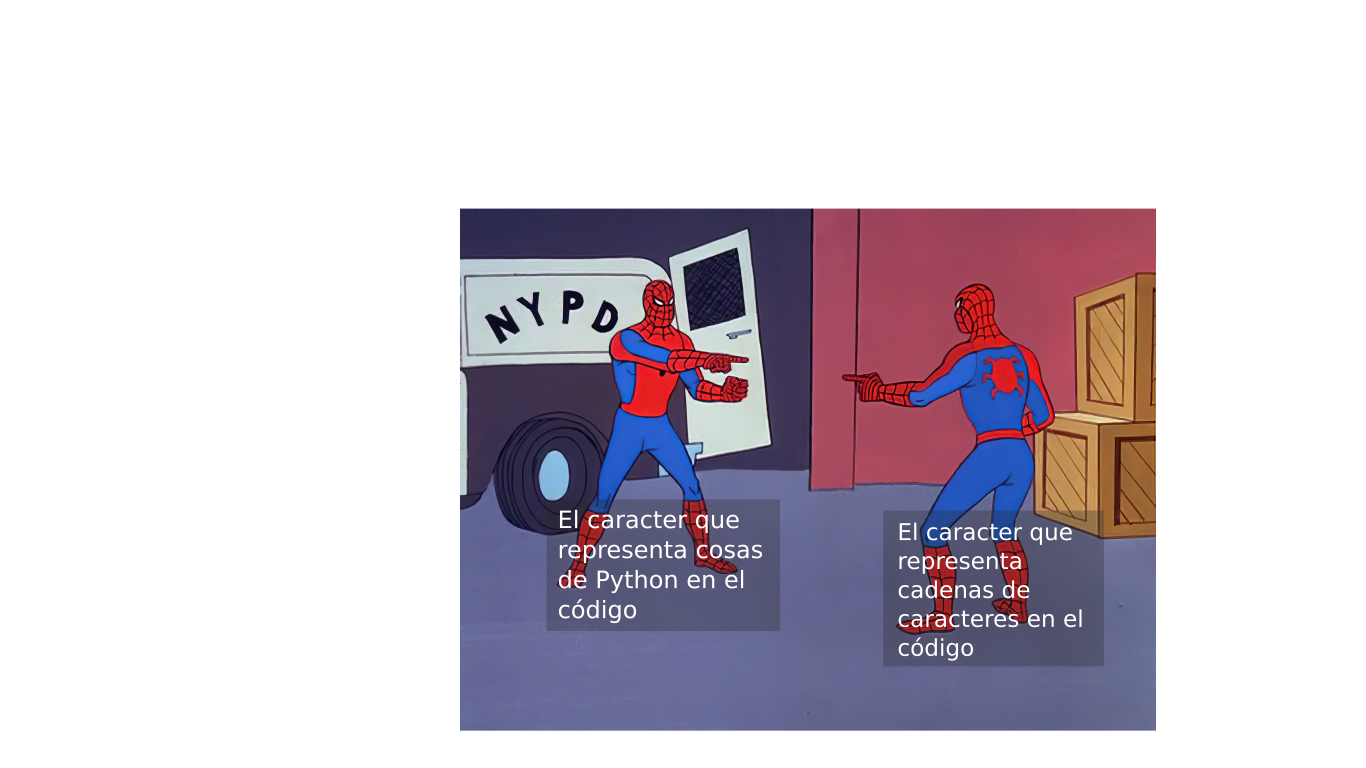 NYPD
El caracter que
representa cosas
de Python en el
código
El caracter que
representa
cadenas de
caracteres en el
código